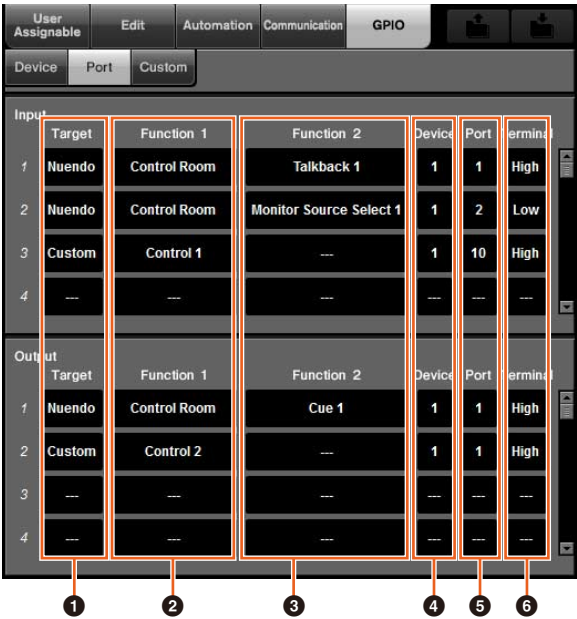 User Assignable Edit Automation Communication GPIO
Device Port Custom
Input
Target Function 1 Function 2 Device Port Terminal
1 Nuendo Control Room Talkback 1 1 1 High
2 Nuendo Control Room Monitor Source Select 1 1 2 Low
3 Custom Control 1 --- 1 10 High
4 --- --- --- --- --- ---
Output
Target Function 1 Function 2 Device Port Terminal
1 Nuendo Control Room Cue 1 1 1 High
2 Custom Control 2 --- 1 1 High
3 --- --- --- --- --- ---
4 --- --- --- --- --- ---
1 2 3 4 5 6